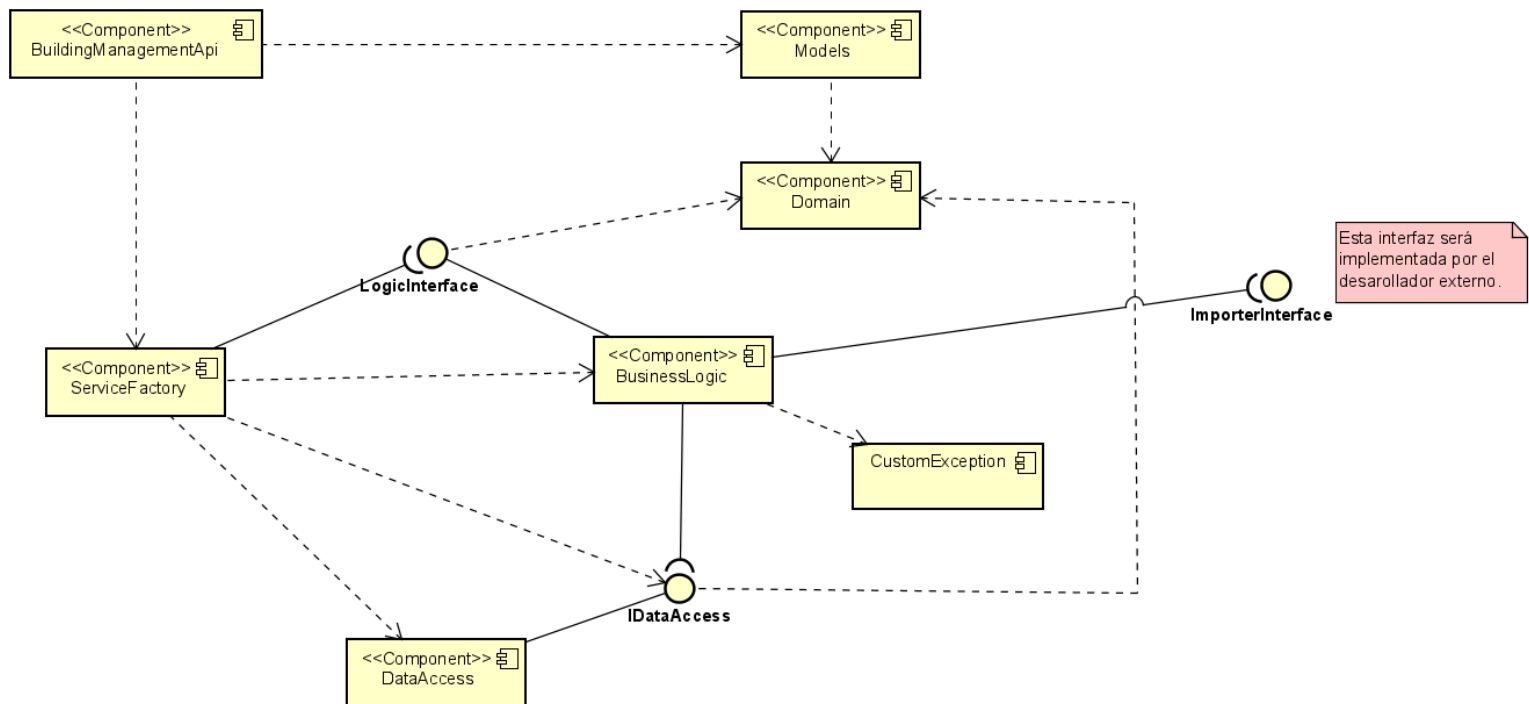 <<Component>>
BuildingManagementApi
<<Component>>
Models
<<Component>>
Domain
Esta interfaz será
implementada por el
desarollador externo.
LogicInterface
ImporterInterface
<<Component>>
ServiceFactory
<<Component>>
BusinessLogic
CustomException
IDataAccess
<<Component>>
DataAccess